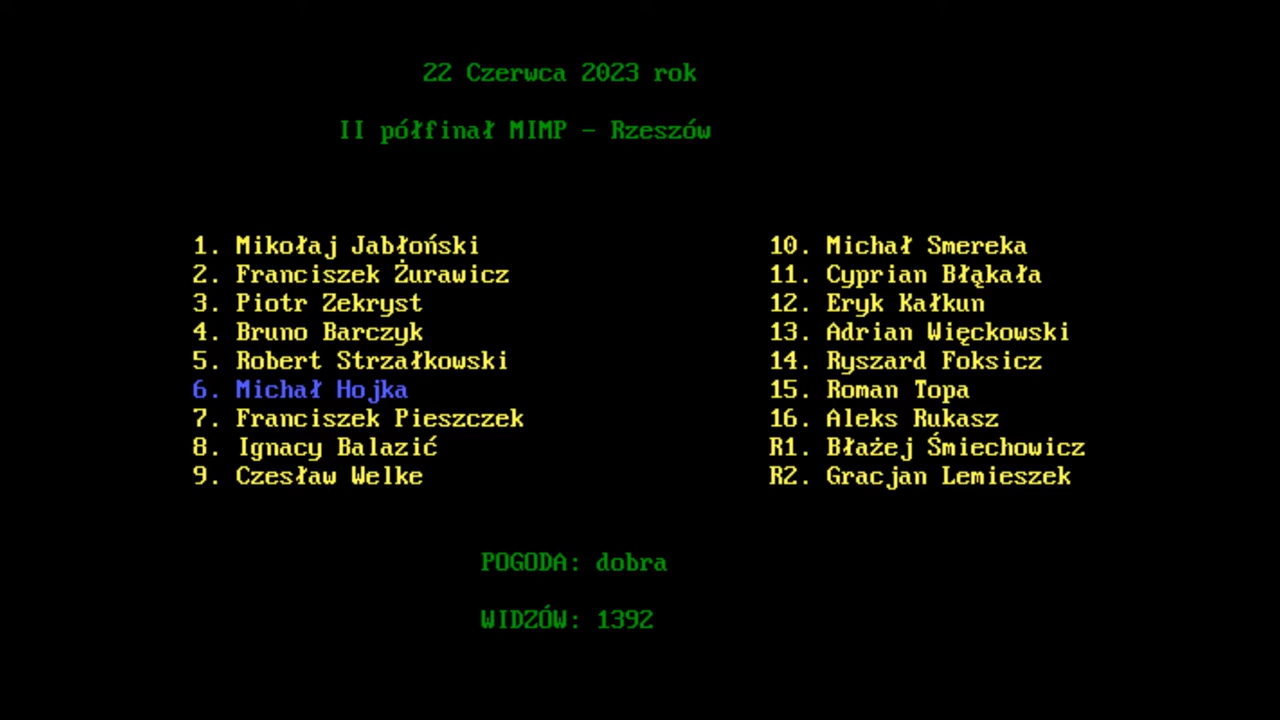 22 Czerwca 2023 rok
II półfinał MIMP - Rzeszów
1. Mikołaj Jabłoński
2. Franciszek Żurawicz
3. Piotr Zekryst
4. Bruno Barczyk
5. Robert Strzałkowski
6. Michał Hojka
7. Franciszek Pieszczek
8. Ignacy Balazić
9. Czesław Welke
10. Michał Smereka
11. Cyprian Błąkała
12. Eryk Kałkun
13. Adrian Więckowski
14. Ryszard Foksicz
15. Roman Topa
16. Aleks Rukasz
R1. Błażej Śmiechowicz
R2. Gracjan Lemieszek
POGODA: dobra
WIDZÓW: 1392